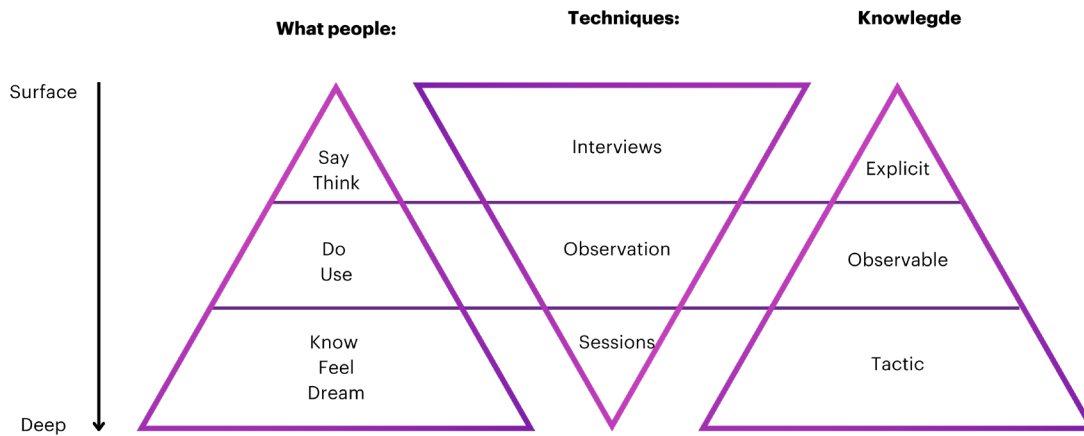 What people:
Techniques:
Knowlegde
Surface
Say
Think
Interviews
Explicit
Do
Use
Observation
Observable
Know
Feel
Dream
Sessions
Tactic
Deep